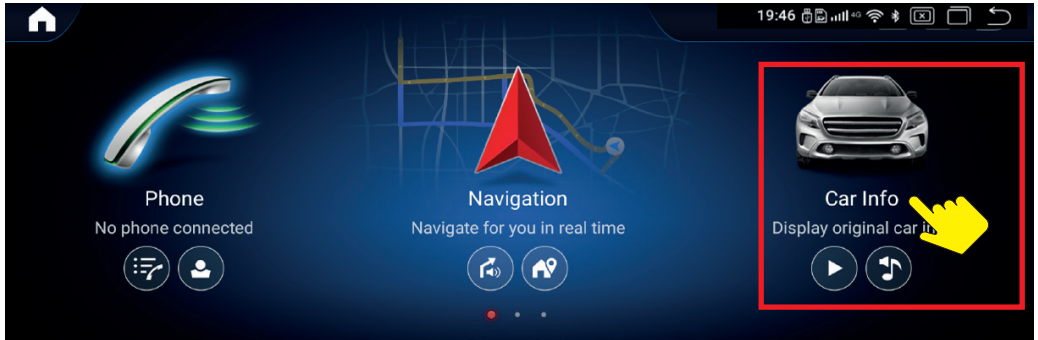 19:46 4G
Phone
No phone connected
Navigation
Navigate for you in real time
Car Info
Display original car in